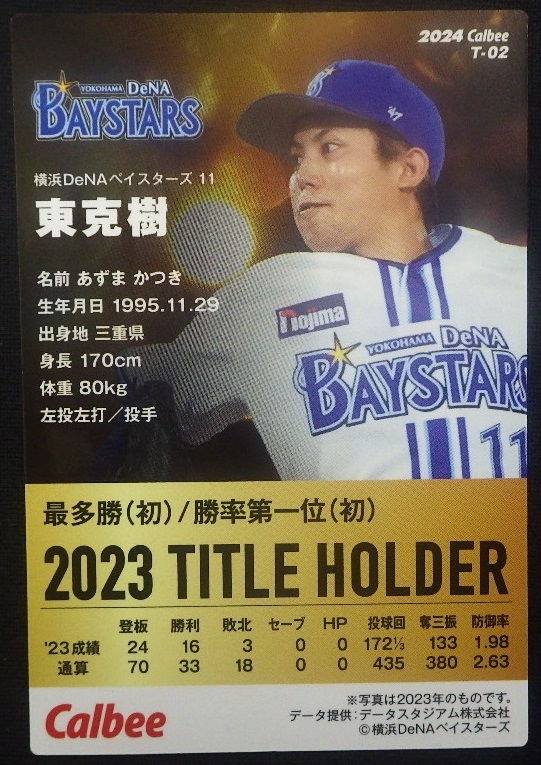 2024 Calbee
T-02
YOKOHAMA DeNA
BAYSTARS
横浜DeNAベイスターズ 11
東克樹
名前 あずま かつき
生年月日 1995.11.29
出身地 三重県
身長 170cm
体重 80kg
左投左打／投手
'47
nojima
YOKOHAMA DeNA
BAYSTARS
11
最多勝(初)/勝率第一位(初)
2023 TITLE HOLDER
登板 勝利 敗北 セーブ HP 投球回 奪三振 防御率
'23成績 24 16 3 0 0 172⅓ 133 1.98
通算 70 33 18 0 0 435 380 2.63
※写真は2023年のものです。
データ提供：データスタジアム株式会社
©横浜DeNAベイスターズ
Calbee